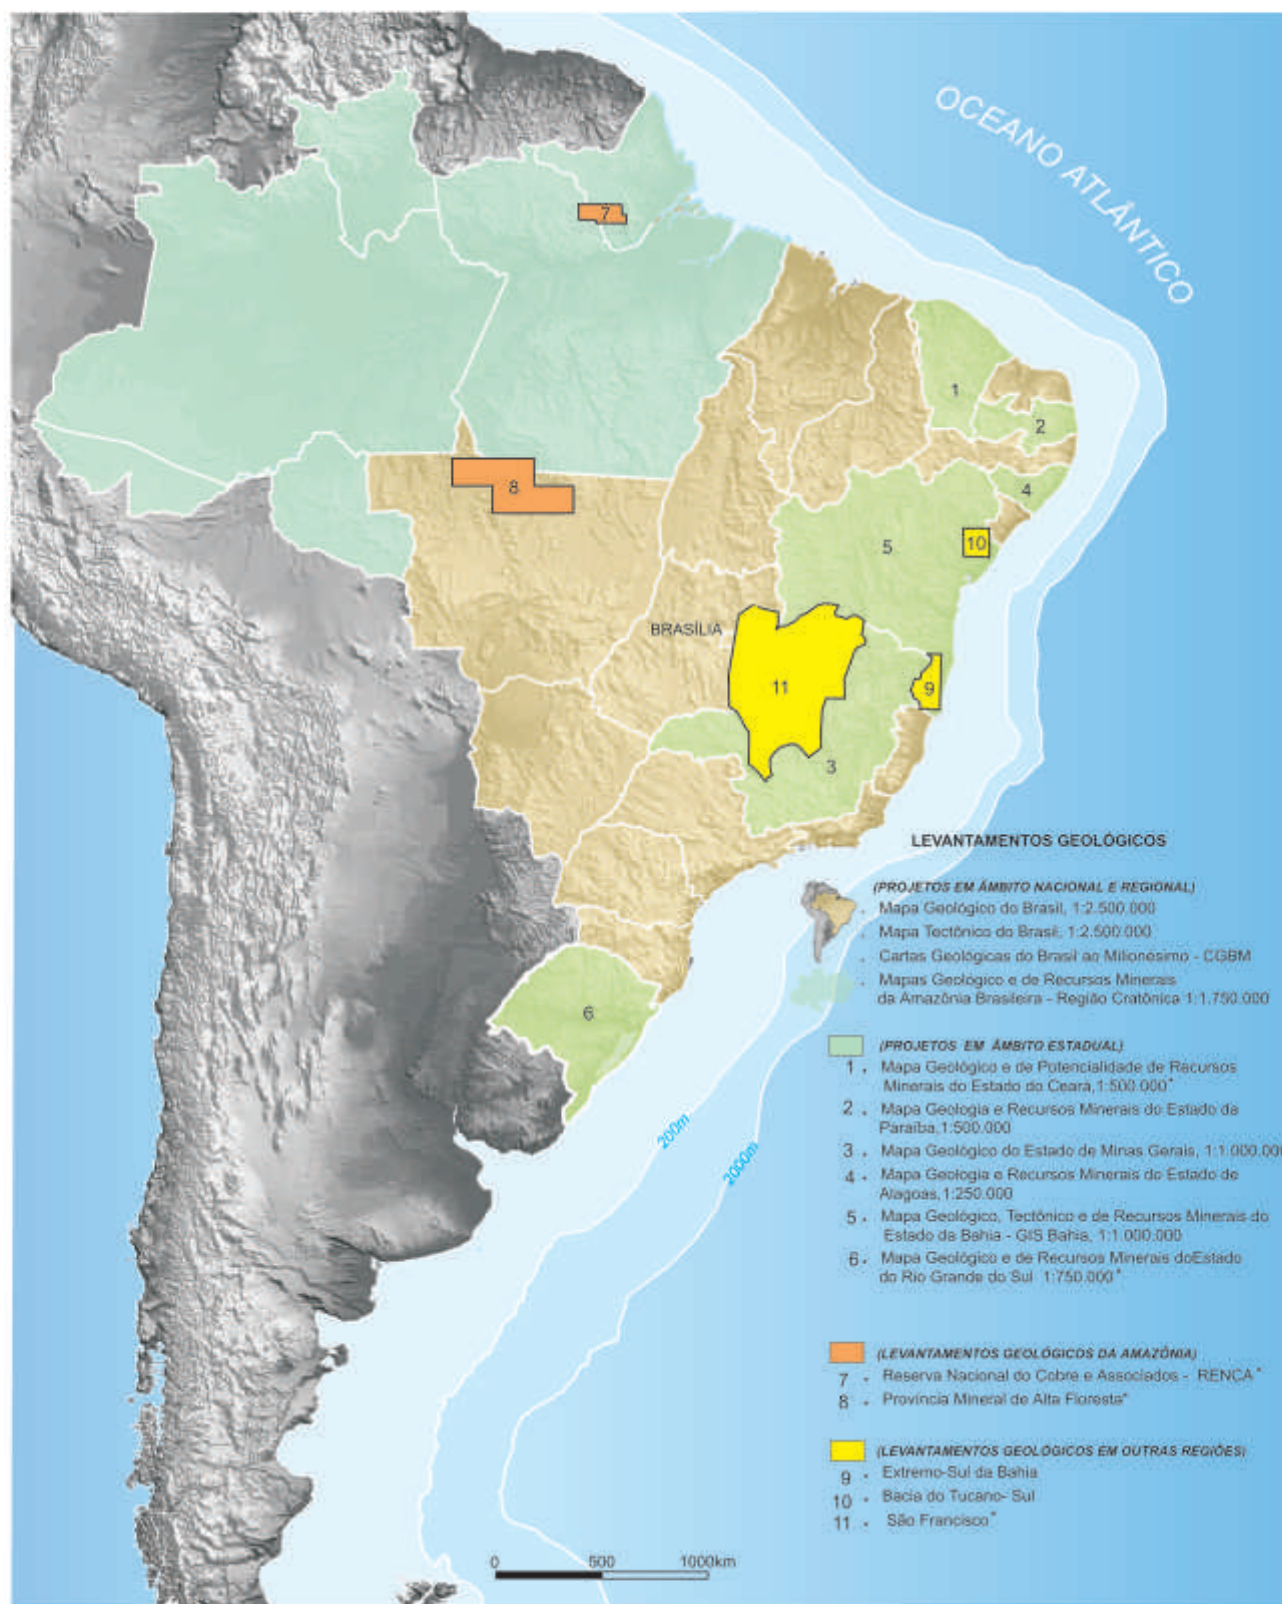 OCEANO ATLÂNTICO
7
1
2
8
4
5
10
BRASÍLIA
11
9
3
6
200m
2000m
LEVANTAMENTOS GEOLÓGICOS
(PROJETOS EM ÂMBITO NACIONAL E REGIONAL)
. Mapa Geológico do Brasil, 1:2.500.000
. Mapa Tectônico do Brasil, 1:2.500.000
. Cartas Geológicas do Brasil ao Milionésimo - CGBM
. Mapas Geológico e de Recursos Minerais
da Amazônia Brasileira - Região Cratônica 1:1.750.000
(PROJETOS EM ÂMBITO ESTADUAL)
1 . Mapa Geológico e de Potencialidade de Recursos
Minerais do Estado do Ceará,1:500.000*
2 . Mapa Geologia e Recursos Minerais do Estado da
Paraíba,1:500.000
3 . Mapa Geológico do Estado de Minas Gerais, 1:1.000.000
4 . Mapa Geologia e Recursos Minerais do Estado de
Alagoas,1:250.000
5 . Mapa Geológico, Tectônico e de Recursos Minerais do
Estado da Bahia - GIS Bahia, 1:1.000.000
6 . Mapa Geológico e de Recursos Minerais doEstado
do Rio Grande do Sul 1:750.000*
(LEVANTAMENTOS GEOLÓGICOS DA AMAZÔNIA)
7 . Reserva Nacional do Cobre e Associados - RENCA*
8 . Província Mineral de Alta Floresta*
(LEVANTAMENTOS GEOLÓGICOS EM OUTRAS REGIÕES)
9 . Extremo-Sul da Bahia
10 . Bacia do Tucano- Sul
11 . São Francisco*
0 500 1000km